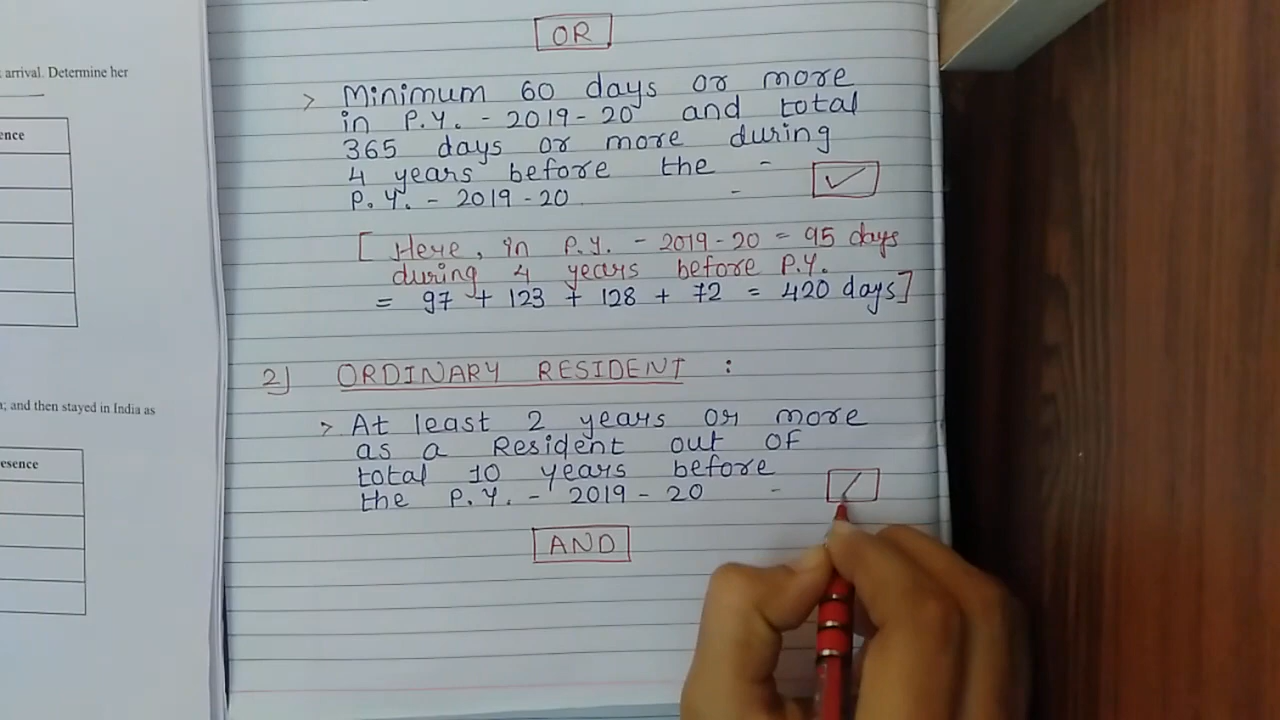 arrival. Determine her
ence
; and then stayed in India as
esence
OR
> Minimum 60 days or more
in P.Y. - 2019-20 and total
365 days or more during
4 years before the -
P.Y. - 2019-20 - ✓
[ Here, in P.Y. - 2019-20 = 95 days
during 4 years before P.Y.
= 97 + 123 + 128 + 72 = 420 days]
2) ORDINARY RESIDENT :
> At least 2 years or more
as a Resident out of
total 10 years before
the P.Y. - 2019-20 -
AND